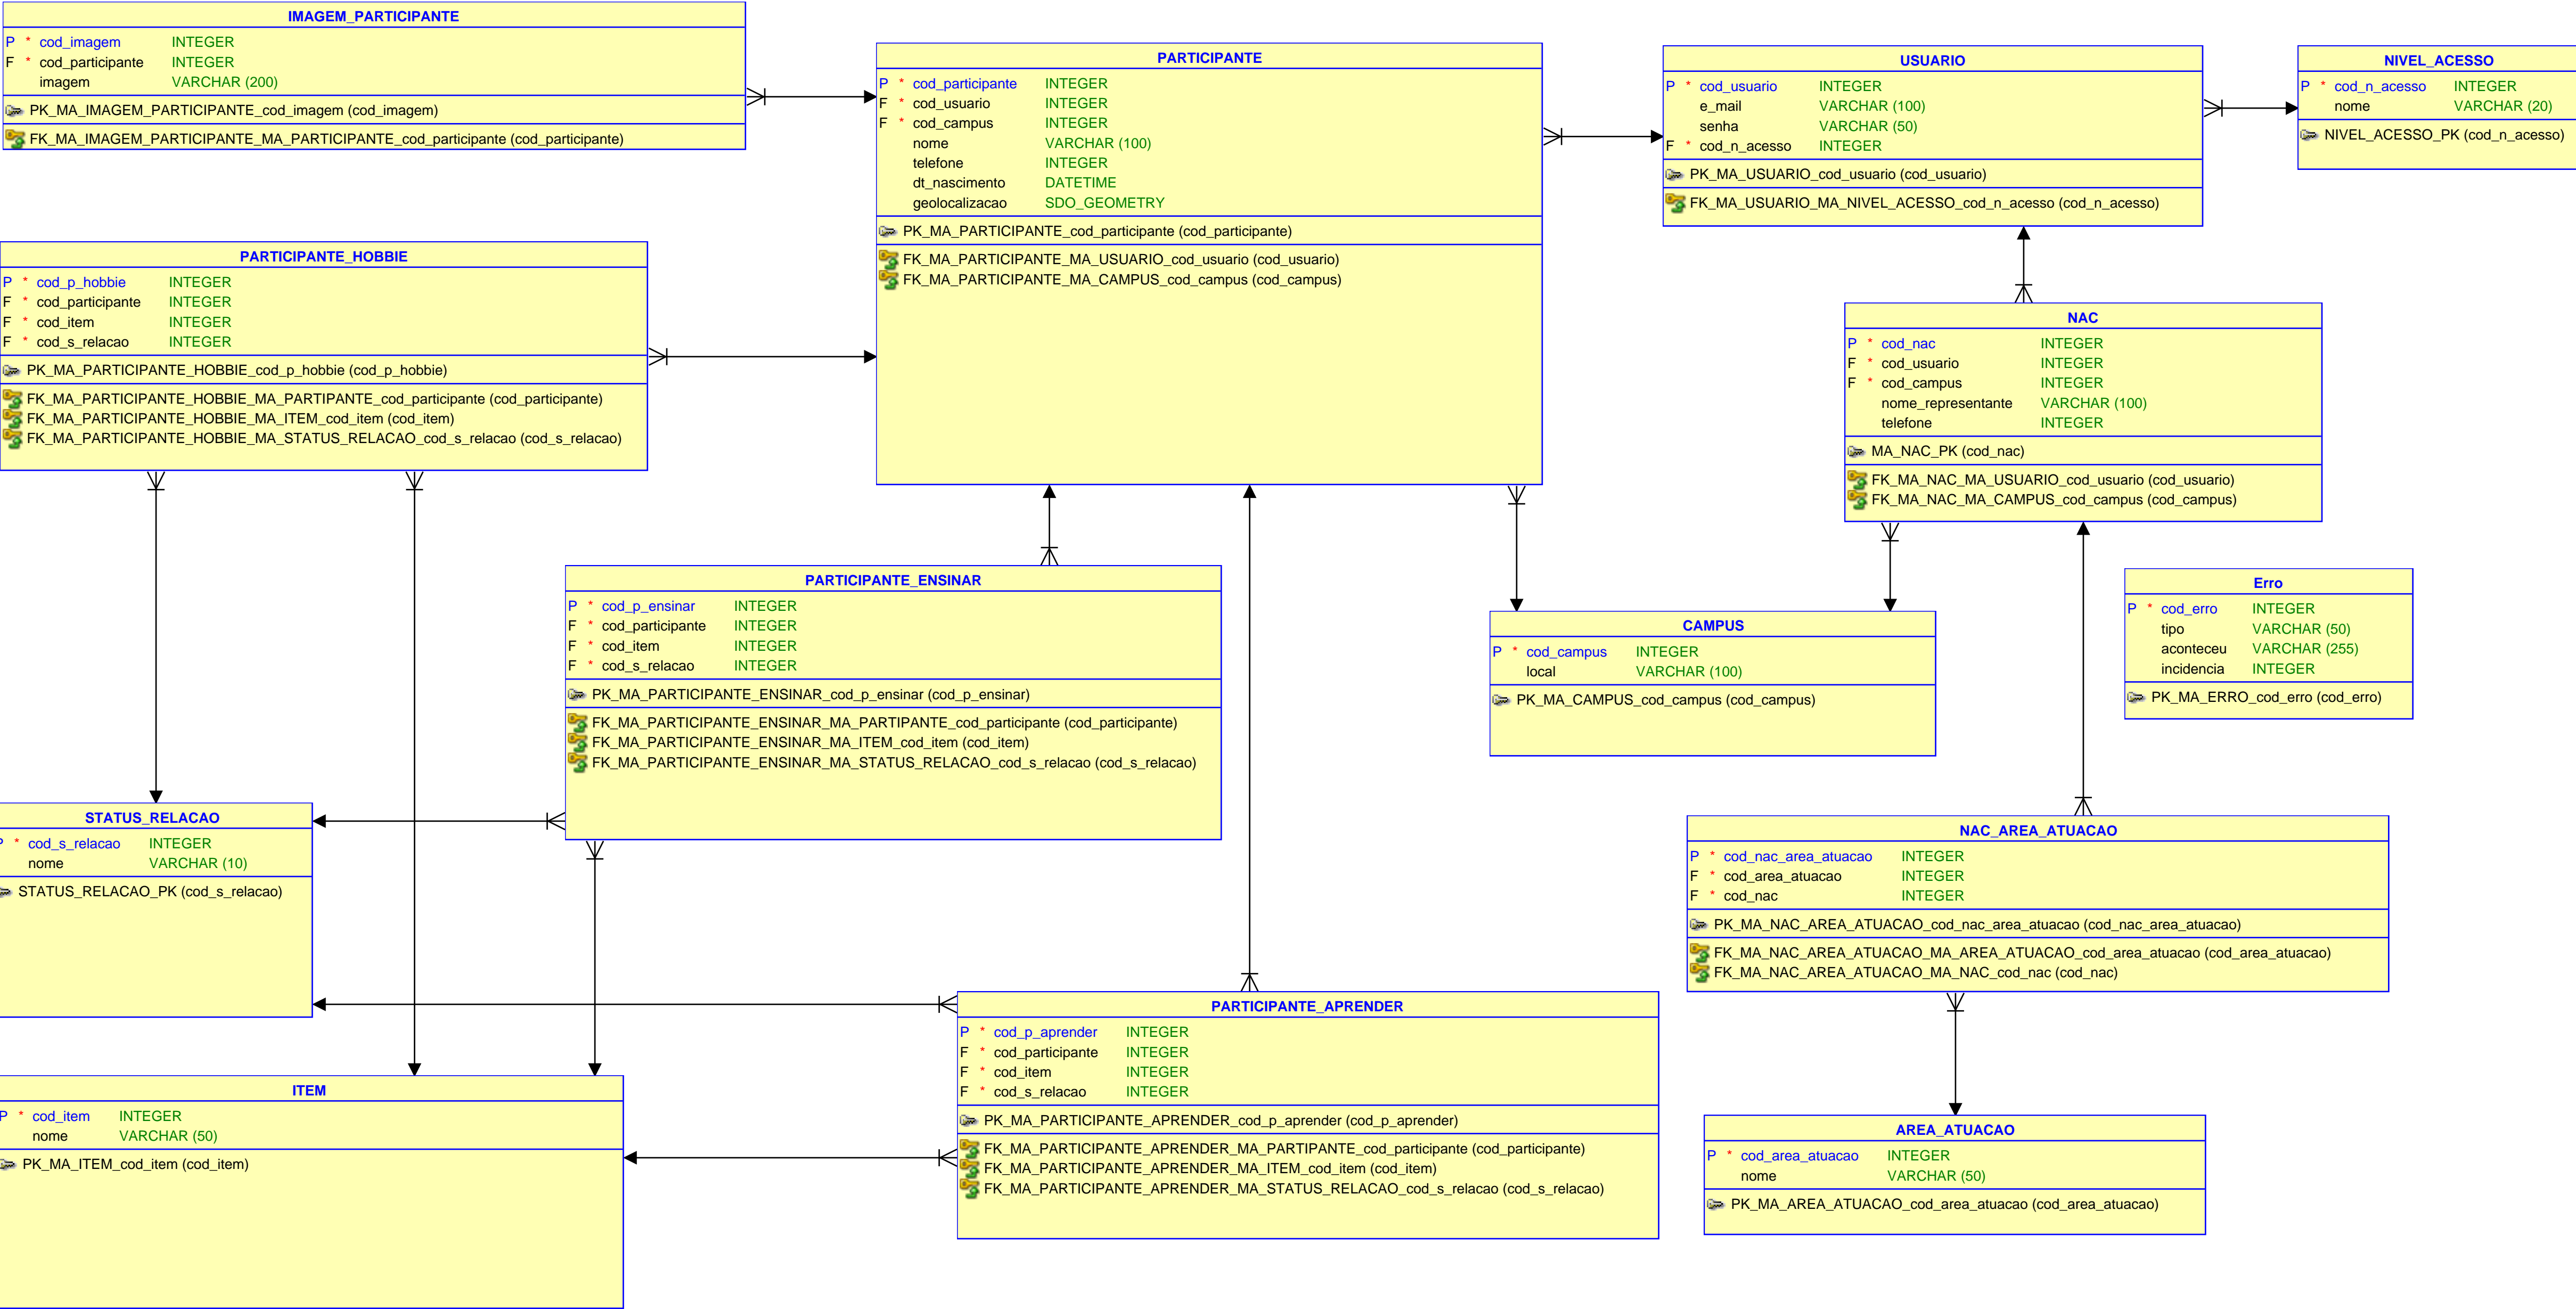 IMAGEM_PARTICIPANTE
P * cod_imagem INTEGER
F * cod_participante INTEGER
imagem VARCHAR (200)
PK_MA_IMAGEM_PARTICIPANTE_cod_imagem (cod_imagem)
FK_MA_IMAGEM_PARTICIPANTE_MA_PARTICIPANTE_cod_participante (cod_participante)
PARTICIPANTE
P * cod_participante INTEGER
F * cod_usuario INTEGER
F * cod_campus INTEGER
nome VARCHAR (100)
telefone INTEGER
dt_nascimento DATETIME
geolocalizacao SDO_GEOMETRY
PK_MA_PARTICIPANTE_cod_participante (cod_participante)
FK_MA_PARTICIPANTE_MA_USUARIO_cod_usuario (cod_usuario)
FK_MA_PARTICIPANTE_MA_CAMPUS_cod_campus (cod_campus)
USUARIO
P * cod_usuario INTEGER
e_mail VARCHAR (100)
senha VARCHAR (50)
F * cod_n_acesso INTEGER
PK_MA_USUARIO_cod_usuario (cod_usuario)
FK_MA_USUARIO_MA_NIVEL_ACESSO_cod_n_acesso (cod_n_acesso)
NIVEL_ACESSO
P * cod_n_acesso INTEGER
nome VARCHAR (20)
NIVEL_ACESSO_PK (cod_n_acesso)
PARTICIPANTE_HOBBIE
P * cod_p_hobbie INTEGER
F * cod_participante INTEGER
F * cod_item INTEGER
F * cod_s_relacao INTEGER
PK_MA_PARTICIPANTE_HOBBIE_cod_p_hobbie (cod_p_hobbie)
FK_MA_PARTICIPANTE_HOBBIE_MA_PARTIPANTE_cod_participante (cod_participante)
FK_MA_PARTICIPANTE_HOBBIE_MA_ITEM_cod_item (cod_item)
FK_MA_PARTICIPANTE_HOBBIE_MA_STATUS_RELACAO_cod_s_relacao (cod_s_relacao)
NAC
P * cod_nac INTEGER
F * cod_usuario INTEGER
F * cod_campus INTEGER
nome_representante VARCHAR (100)
telefone INTEGER
MA_NAC_PK (cod_nac)
FK_MA_NAC_MA_USUARIO_cod_usuario (cod_usuario)
FK_MA_NAC_MA_CAMPUS_cod_campus (cod_campus)
PARTICIPANTE_ENSINAR
P * cod_p_ensinar INTEGER
F * cod_participante INTEGER
F * cod_item INTEGER
F * cod_s_relacao INTEGER
PK_MA_PARTICIPANTE_ENSINAR_cod_p_ensinar (cod_p_ensinar)
FK_MA_PARTICIPANTE_ENSINAR_MA_PARTIPANTE_cod_participante (cod_participante)
FK_MA_PARTICIPANTE_ENSINAR_MA_ITEM_cod_item (cod_item)
FK_MA_PARTICIPANTE_ENSINAR_MA_STATUS_RELACAO_cod_s_relacao (cod_s_relacao)
CAMPUS
P * cod_campus INTEGER
local VARCHAR (100)
PK_MA_CAMPUS_cod_campus (cod_campus)
Erro
P * cod_erro INTEGER
tipo VARCHAR (50)
aconteceu VARCHAR (255)
incidencia INTEGER
PK_MA_ERRO_cod_erro (cod_erro)
STATUS_RELACAO
P * cod_s_relacao INTEGER
nome VARCHAR (10)
STATUS_RELACAO_PK (cod_s_relacao)
NAC_AREA_ATUACAO
P * cod_nac_area_atuacao INTEGER
F * cod_area_atuacao INTEGER
F * cod_nac INTEGER
PK_MA_NAC_AREA_ATUACAO_cod_nac_area_atuacao (cod_nac_area_atuacao)
FK_MA_NAC_AREA_ATUACAO_MA_AREA_ATUACAO_cod_area_atuacao (cod_area_atuacao)
FK_MA_NAC_AREA_ATUACAO_MA_NAC_cod_nac (cod_nac)
PARTICIPANTE_APRENDER
P * cod_p_aprender INTEGER
F * cod_participante INTEGER
F * cod_item INTEGER
F * cod_s_relacao INTEGER
PK_MA_PARTICIPANTE_APRENDER_cod_p_aprender (cod_p_aprender)
FK_MA_PARTICIPANTE_APRENDER_MA_PARTIPANTE_cod_participante (cod_participante)
FK_MA_PARTICIPANTE_APRENDER_MA_ITEM_cod_item (cod_item)
FK_MA_PARTICIPANTE_APRENDER_MA_STATUS_RELACAO_cod_s_relacao (cod_s_relacao)
ITEM
P * cod_item INTEGER
nome VARCHAR (50)
PK_MA_ITEM_cod_item (cod_item)
AREA_ATUACAO
P * cod_area_atuacao INTEGER
nome VARCHAR (50)
PK_MA_AREA_ATUACAO_cod_area_atuacao (cod_area_atuacao)